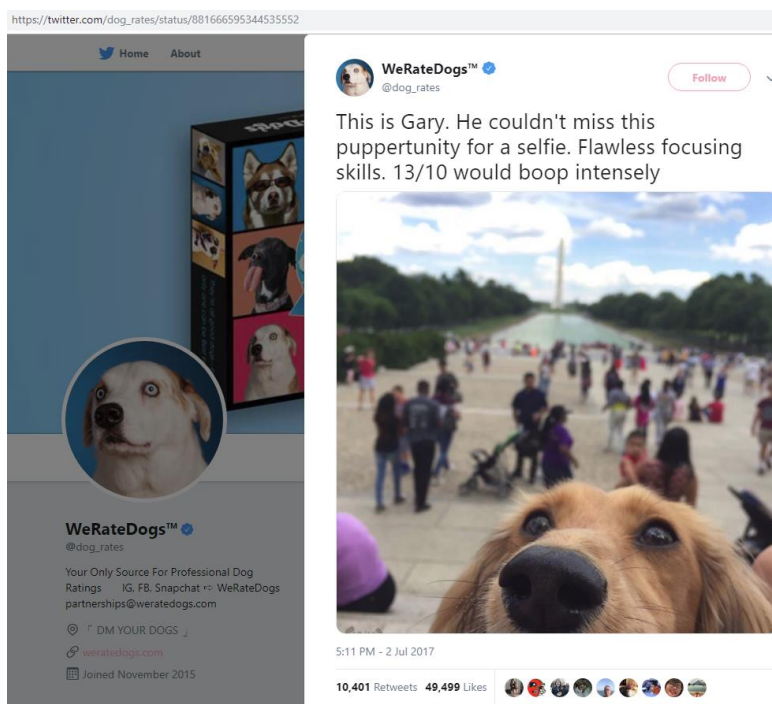 https://twitter.com/dog_rates/status/881666595344535552
Home About
WeRateDogs™
@dog_rates
Follow
This is Gary. He couldn't miss this
puppertunity for a selfie. Flawless focusing
skills. 13/10 would boop intensely
5:11 PM - 2 Jul 2017
10,401 Retweets 49,499 Likes
WeRateDogs™
@dog_rates
Your Only Source For Professional Dog
Ratings IG, FB, Snapchat ➪ WeRateDogs
partnerships@weratedogs.com
「 DM YOUR DOGS 」
weratedogs.com
Joined November 2015